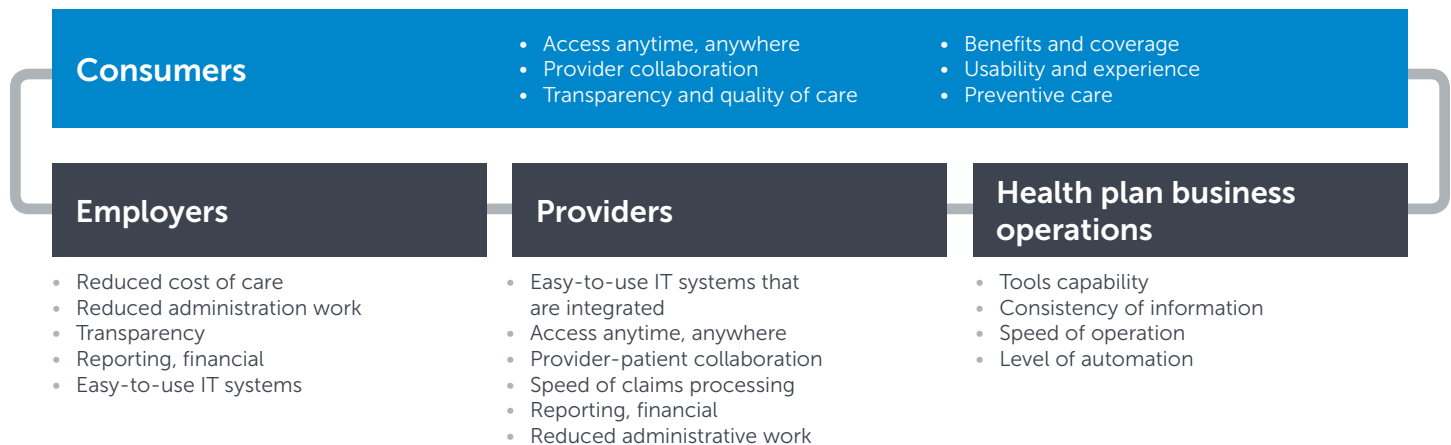 Consumers
• Access anytime, anywhere
• Provider collaboration
• Transparency and quality of care
• Benefits and coverage
• Usability and experience
• Preventive care
Employers
• Reduced cost of care
• Reduced administration work
• Transparency
• Reporting, financial
• Easy-to-use IT systems
Providers
• Easy-to-use IT systems that
are integrated
• Access anytime, anywhere
• Provider-patient collaboration
• Speed of claims processing
• Reporting, financial
• Reduced administrative work
Health plan business
operations
• Tools capability
• Consistency of information
• Speed of operation
• Level of automation